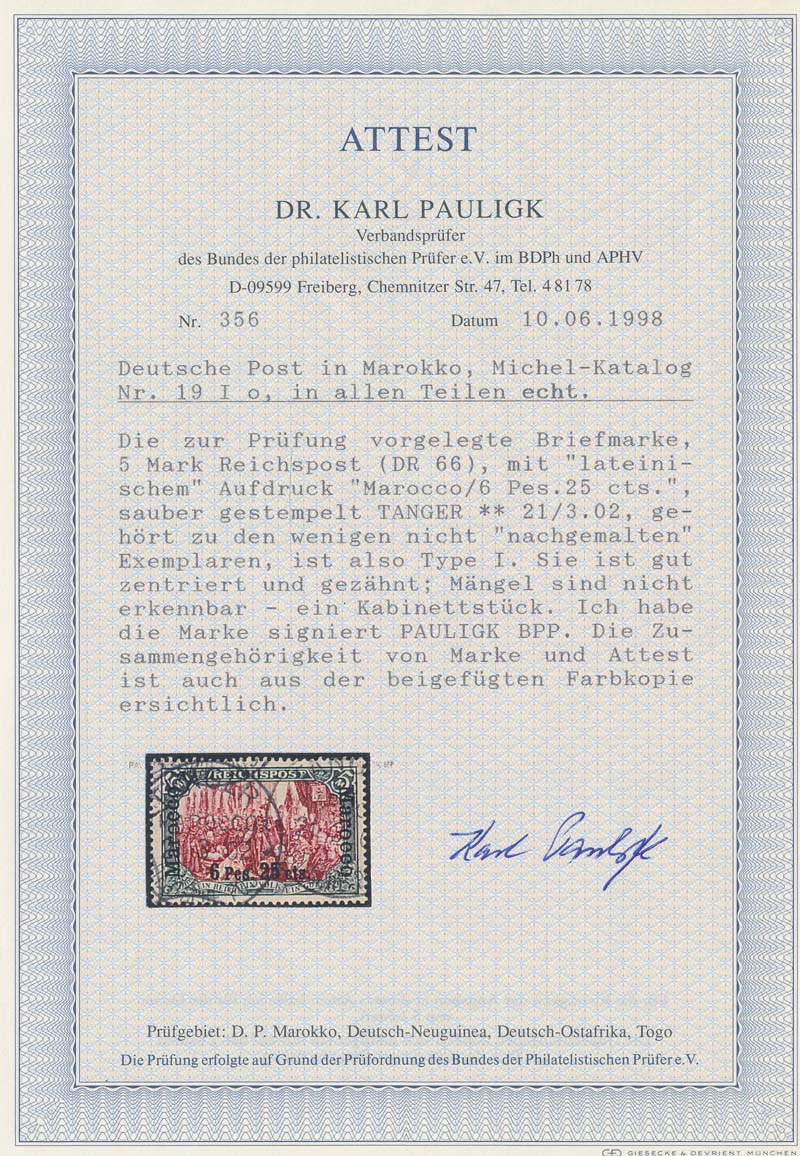 ATTEST
DR. KARL PAULIGK
Verbandsprüfer
des Bundes der philatelistischen Prüfer e.V. im BDPh und APHV
D-09599 Freiberg, Chemnitzer Str. 47, Tel. 4 81 78
Nr. 356 Datum 10.06.1998
Deutsche Post in Marokko, Michel-Katalog
Nr. 19 I o, in allen Teilen echt.
Die zur Prüfung vorgelegte Briefmarke,
5 Mark Reichspost (DR 66), mit "lateini-
schem" Aufdruck "Marocco/6 Pes.25 cts.",
sauber gestempelt TANGER ** 21/3.02, ge-
hört zu den wenigen nicht "nachgemalten"
Exemplaren, ist also Type I. Sie ist gut
zentriert und gezähnt; Mängel sind nicht
erkennbar - ein Kabinettstück. Ich habe
die Marke signiert PAULIGK BPP. Die Zu-
sammengehörigkeit von Marke und Attest
ist auch aus der beigefügten Farbkopie
ersichtlich.
REICHSPOST
Marocco
Marocco
6 Pes. 25 cts.
Karl Pauligk
Prüfgebiet: D. P. Marokko, Deutsch-Neuguinea, Deutsch-Ostafrika, Togo
Die Prüfung erfolgte auf Grund der Prüfordnung des Bundes der Philatelistischen Prüfer e.V.
GIESECKE & DEVRIENT MÜNCHEN